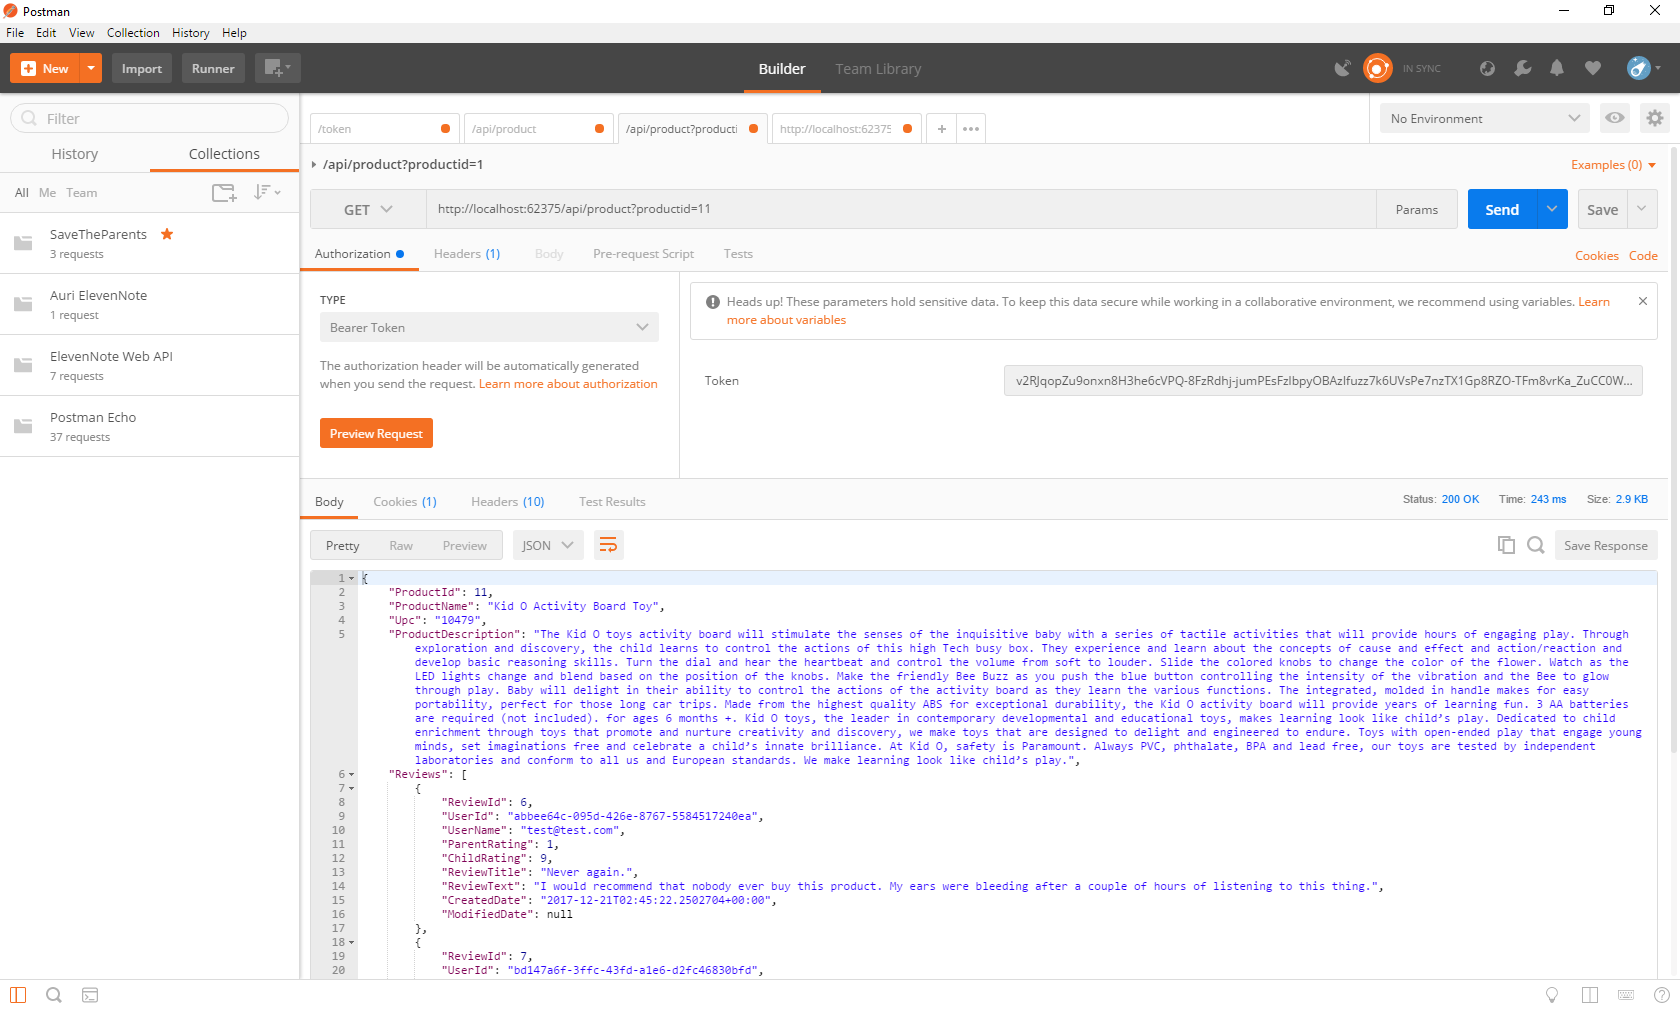 Postman
File Edit View Collection History Help
New Import Runner Builder Team Library IN SYNC
Filter
History Collections
All Me Team
SaveTheParents
3 requests
Auri ElevenNote
1 request
ElevenNote Web API
7 requests
Postman Echo
37 requests
/token /api/product /api/product?producti http://localhost:62375 + ••• No Environment
/api/product?productid=1 Examples (0)
GET http://localhost:62375/api/product?productid=11 Params Send Save
Authorization Headers (1) Body Pre-request Script Tests Cookies Code
TYPE
Bearer Token
The authorization header will be automatically generated
when you send the request. Learn more about authorization
Preview Request
Heads up! These parameters hold sensitive data. To keep this data secure while working in a collaborative environment, we recommend using variables. Learn
more about variables
Token v2RJqopZu9onxn8H3he6cVPQ-8FzRdhj-jumPEsFzIbpyOBAzIfuzz7k6UVsPe7nzTX1Gp8RZO-TFm8vrKa_ZuCC0W...
Body Cookies (1) Headers (10) Test Results Status: 200 OK Time: 243 ms Size: 2.9 KB
Pretty Raw Preview JSON Save Response
1 {
2 "ProductId": 11,
3 "ProductName": "Kid O Activity Board Toy",
4 "Upc": "10479",
5 "ProductDescription": "The Kid O toys activity board will stimulate the senses of the inquisitive baby with a series of tactile activities that will provide hours of engaging play. Through
exploration and discovery, the child learns to control the actions of this high Tech busy box. They experience and learn about the concepts of cause and effect and action/reaction and
develop basic reasoning skills. Turn the dial and hear the heartbeat and control the volume from soft to louder. Slide the colored knobs to change the color of the flower. Watch as the
LED lights change and blend based on the position of the knobs. Make the friendly Bee Buzz as you push the blue button controlling the intensity of the vibration and the Bee to glow
through play. Baby will delight in their ability to control the actions of the activity board as they learn the various functions. The integrated, molded in handle makes for easy
portability, perfect for those long car trips. Made from the highest quality ABS for exceptional durability, the Kid O activity board will provide years of learning fun. 3 AA batteries
are required (not included). for ages 6 months +. Kid O toys, the leader in contemporary developmental and educational toys, makes learning look like child’s play. Dedicated to child
enrichment through toys that promote and nurture creativity and discovery, we make toys that are designed to delight and engineered to endure. Toys with open-ended play that engage young
minds, set imaginations free and celebrate a child’s innate brilliance. At Kid O, safety is Paramount. Always PVC, phthalate, BPA and lead free, our toys are tested by independent
laboratories and conform to all us and European standards. We make learning look like child’s play.",
6 "Reviews": [
7 {
8 "ReviewId": 6,
9 "UserId": "abbee64c-095d-426e-8767-5584517240ea",
10 "UserName": "test@test.com",
11 "ParentRating": 1,
12 "ChildRating": 9,
13 "ReviewTitle": "Never again.",
14 "ReviewText": "I would recommend that nobody ever buy this product. My ears were bleeding after a couple of hours of listening to this thing.",
15 "CreatedDate": "2017-12-21T02:45:22.2502704+00:00",
16 "ModifiedDate": null
17 },
18 {
19 "ReviewId": 7,
20 "UserId": "bd147a6f-3ffc-43fd-a1e6-d2fc46830bfd",